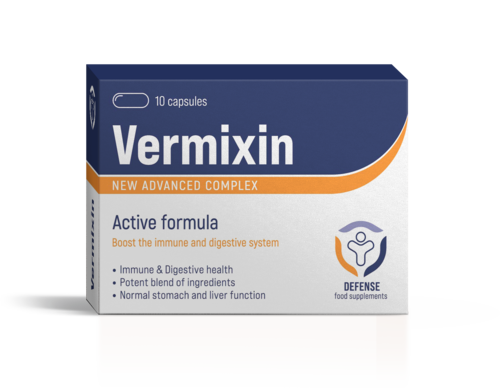 10 capsules
Vermixin
NEW ADVANCED COMPLEX
Active formula
Boost the immune and digestive system
• Immune & Digestive health
• Potent blend of ingredients
• Normal stomach and liver function
DEFENSE
food supplements
Vermixin